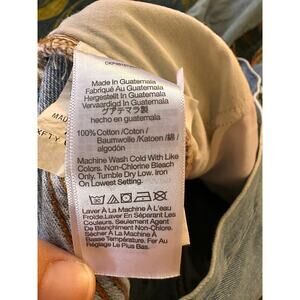 Made In Guatemala
Fabriqué Au Guatemala
Hergestellt In Guatemala
Vervaardigd In Guatemala
グアテマラ製
hecho en guatemala
100% Cotton /Coton /
Baumwolle /Katoen /綿/
algodón
Machine Wash Cold With Like
Colors. Non-Chlorine Bleach
Only. Tumble Dry Low. Iron
On Lowest Setting.
Laver À La Machine À L'eau
Froide.Laver En Séparant Les
Couleurs. Seulement Agent
De Blanchiment Non-Chloré.
Sécher À La Machine À
Basse Température. Fer Au
Réglage Le Plus Bas.